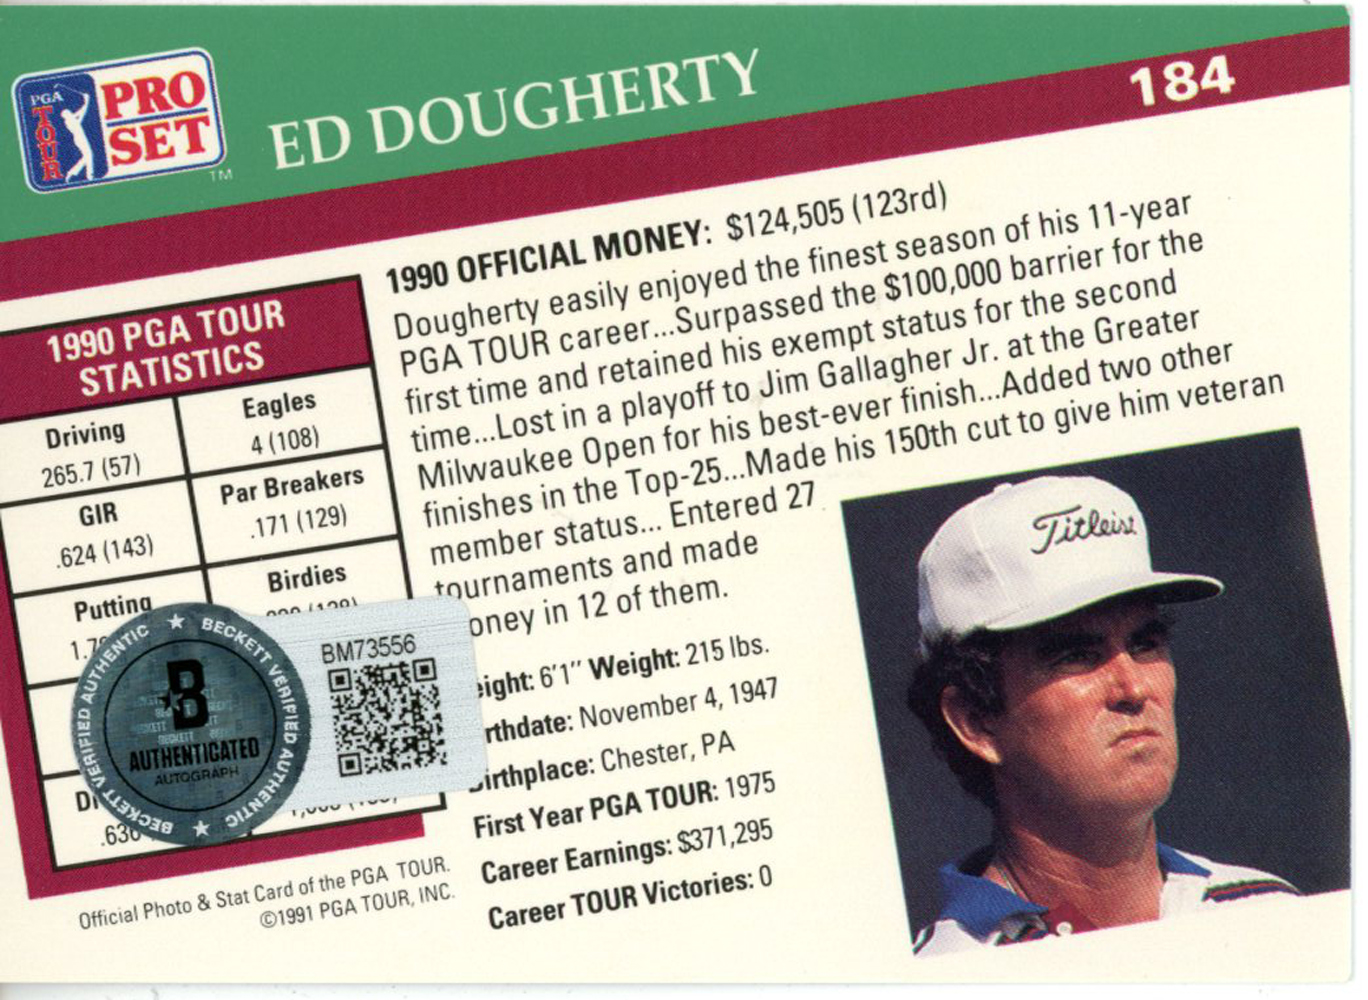 PGA TOUR
PRO SET
TM
ED DOUGHERTY
184
1990 OFFICIAL MONEY: $124,505 (123rd)
Dougherty easily enjoyed the finest season of his 11-year
PGA TOUR career...Surpassed the $100,000 barrier for the
first time and retained his exempt status for the second
time...Lost in a playoff to Jim Gallagher Jr. at the Greater
Milwaukee Open for his best-ever finish...Added two other
finishes in the Top-25...Made his 150th cut to give him veteran
member status... Entered 27
tournaments and made
oney in 12 of them.
eight: 6'1" Weight: 215 lbs.
rthdate: November 4, 1947
irthplace: Chester, PA
First Year PGA TOUR: 1975
Career Earnings: $371,295
Career TOUR Victories: 0
1990 PGA TOUR
STATISTICS
Driving
265.7 (57)
Eagles
4 (108)
GIR
.624 (143)
Par Breakers
.171 (129)
Putting
Birdies
BECKETT VERIFIED AUTHENTIC
BECKETT VERIFIED AUTHENTIC
B
AUTHENTICATED
AUTOGRAPH
BM73556
Official Photo & Stat Card of the PGA TOUR.
©1991 PGA TOUR, INC.
Titleist